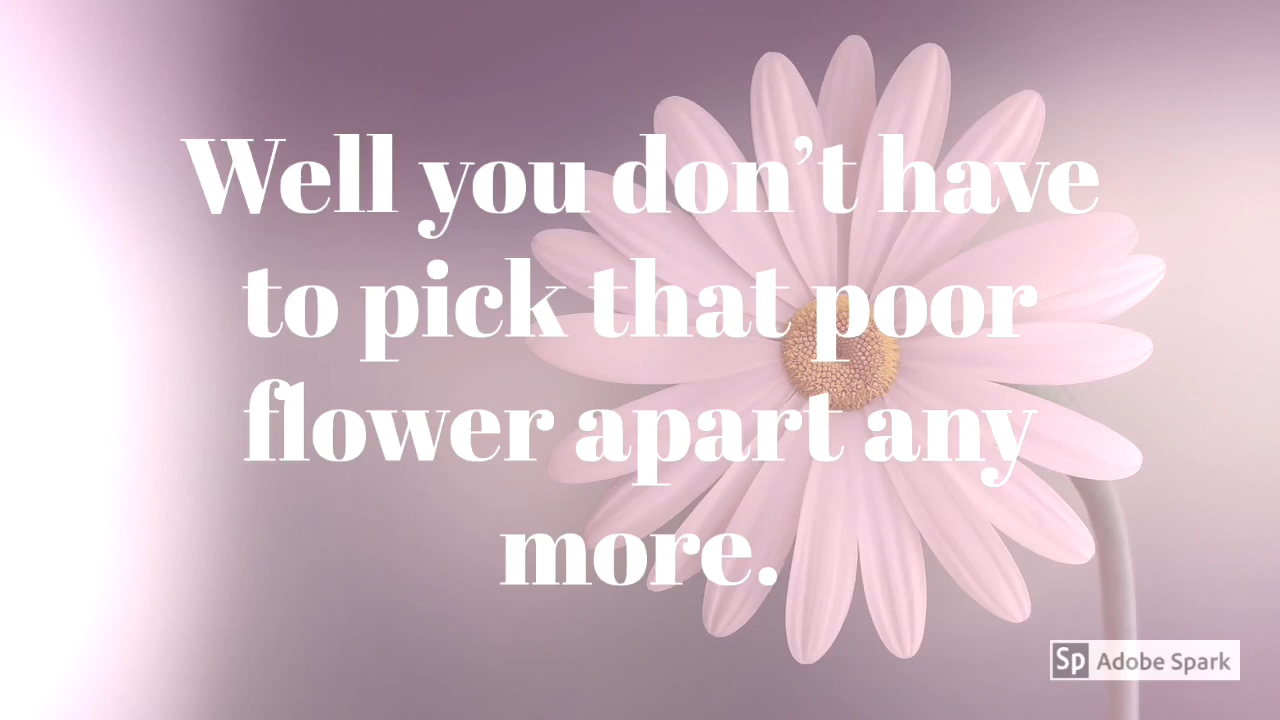 Well you don’t have
to pick that poor
flower apart any
more.
Sp Adobe Spark